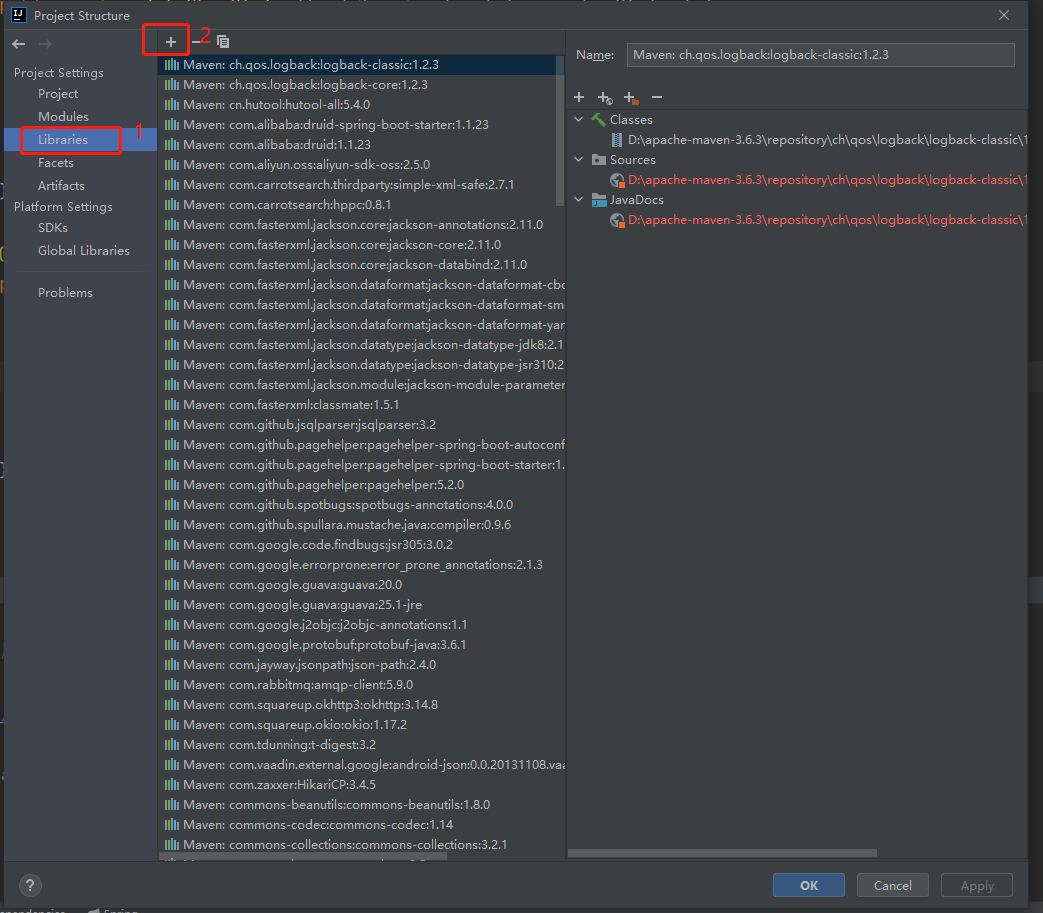 Project Structure
Project Settings
Project
Modules
Libraries
1
Facets
Artifacts
Platform Settings
SDKs
Global Libraries
Problems
2
Maven: ch.qos.logback:logback-classic:1.2.3
Maven: ch.qos.logback:logback-core:1.2.3
Maven: cn.hutool:hutool-all:5.4.0
Maven: com.alibaba:druid-spring-boot-starter:1.1.23
Maven: com.alibaba:druid:1.1.23
Maven: com.aliyun.oss:aliyun-sdk-oss:2.5.0
Maven: com.carrotsearch.thirdparty:simple-xml-safe:2.7.1
Maven: com.carrotsearch:hppc:0.8.1
Maven: com.fasterxml.jackson.core:jackson-annotations:2.11.0
Maven: com.fasterxml.jackson.core:jackson-core:2.11.0
Maven: com.fasterxml.jackson.core:jackson-databind:2.11.0
Maven: com.fasterxml.jackson.dataformat:jackson-dataformat-cbo
Maven: com.fasterxml.jackson.dataformat:jackson-dataformat-sm
Maven: com.fasterxml.jackson.dataformat:jackson-dataformat-yar
Maven: com.fasterxml.jackson.datatype:jackson-datatype-jdk8:2.1
Maven: com.fasterxml.jackson.datatype:jackson-datatype-jsr310:2
Maven: com.fasterxml.jackson.module:jackson-module-parameter
Maven: com.fasterxml:classmate:1.5.1
Maven: com.github.jsqlparser:jsqlparser:3.2
Maven: com.github.pagehelper:pagehelper-spring-boot-autoconf
Maven: com.github.pagehelper:pagehelper-spring-boot-starter:1.
Maven: com.github.pagehelper:pagehelper:5.2.0
Maven: com.github.spotbugs:spotbugs-annotations:4.0.0
Maven: com.github.spullara.mustache.java:compiler:0.9.6
Maven: com.google.code.findbugs:jsr305:3.0.2
Maven: com.google.errorprone:error_prone_annotations:2.1.3
Maven: com.google.guava:guava:20.0
Maven: com.google.guava:guava:25.1-jre
Maven: com.google.j2objc:j2objc-annotations:1.1
Maven: com.google.protobuf:protobuf-java:3.6.1
Maven: com.jayway.jsonpath:json-path:2.4.0
Maven: com.rabbitmq:amqp-client:5.9.0
Maven: com.squareup.okhttp3:okhttp:3.14.8
Maven: com.squareup.okio:okio:1.17.2
Maven: com.tdunning:t-digest:3.2
Maven: com.vaadin.external.google:android-json:0.0.20131108.vaa
Maven: com.zaxxer:HikariCP:3.4.5
Maven: commons-beanutils:commons-beanutils:1.8.0
Maven: commons-codec:commons-codec:1.14
Maven: commons-collections:commons-collections:3.2.1
Name: Maven: ch.qos.logback:logback-classic:1.2.3
Classes
D:\apache-maven-3.6.3\repository\ch\qos\logback\logback-classic\1
Sources
D:\apache-maven-3.6.3\repository\ch\qos\logback\logback-classic\1
JavaDocs
D:\apache-maven-3.6.3\repository\ch\qos\logback\logback-classic\1
?
OK
Cancel
Apply